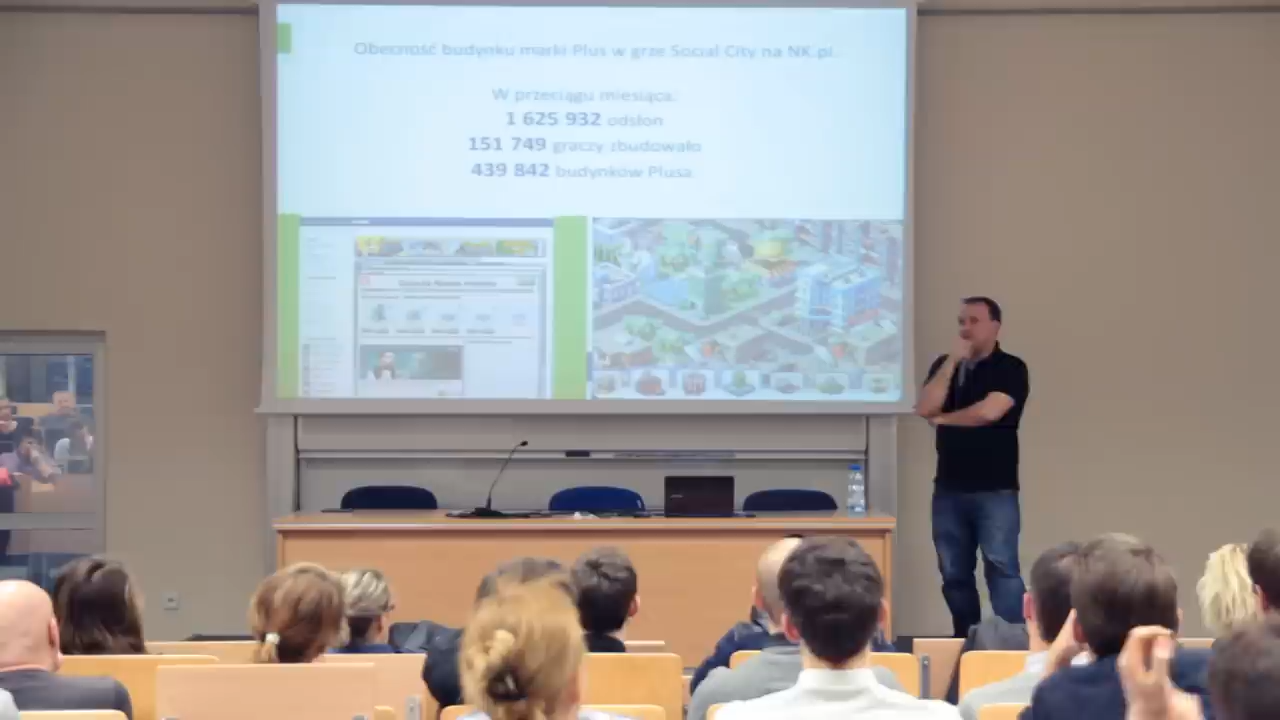 Obecność budynku marki Plus w grze Social City na NK.pl.
W przeciągu miesiąca:
1 625 932 odsłon
151 749 graczy zbudowało
439 842 budynków Plusa